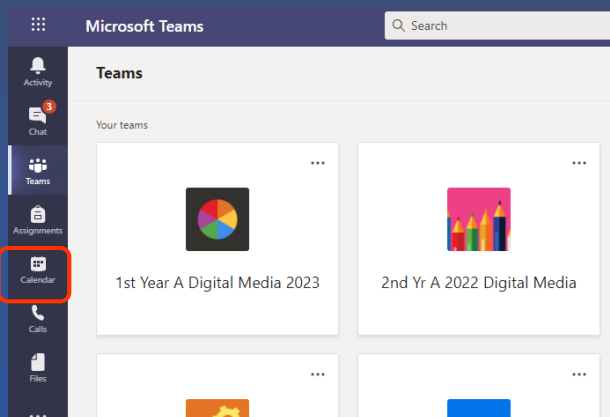 Microsoft Teams
Search
Activity
3
Chat
Teams
Assignments
Calendar
Calls
Files
Teams
Your teams
1st Year A Digital Media 2023
2nd Yr A 2022 Digital Media